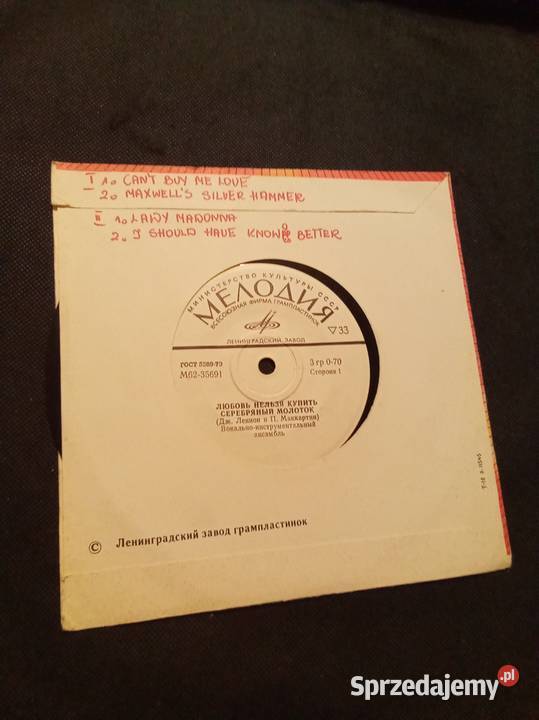 I 1. CAN'T BUY ME LOVE
2. MAXWELL'S SILVER HAMMER
II 1. LADY MADONNA
2. I SHOULD HAVE KNOWN BETTER
МИНИСТЕРСТВО КУЛЬТУРЫ СССР
МЕЛОДИЯ
ВСЕСОЮЗНАЯ ФИРМА ГРАМПЛАСТИНОК
▽33
ЛЕНИНГРАДСКИЙ ЗАВОД
ГОСТ 5289-73
3 гр 0-70
М62-35691
Сторона 1
ЛЮБОВЬ НЕЛЬЗЯ КУПИТЬ
СЕРЕБРЯНЫЙ МОЛОТОК
(Дж. Леннон и П. Маккартни)
Вокально-инструментальный
ансамбль
© Ленинградский завод грампластинок
Sprzedajemy.pl